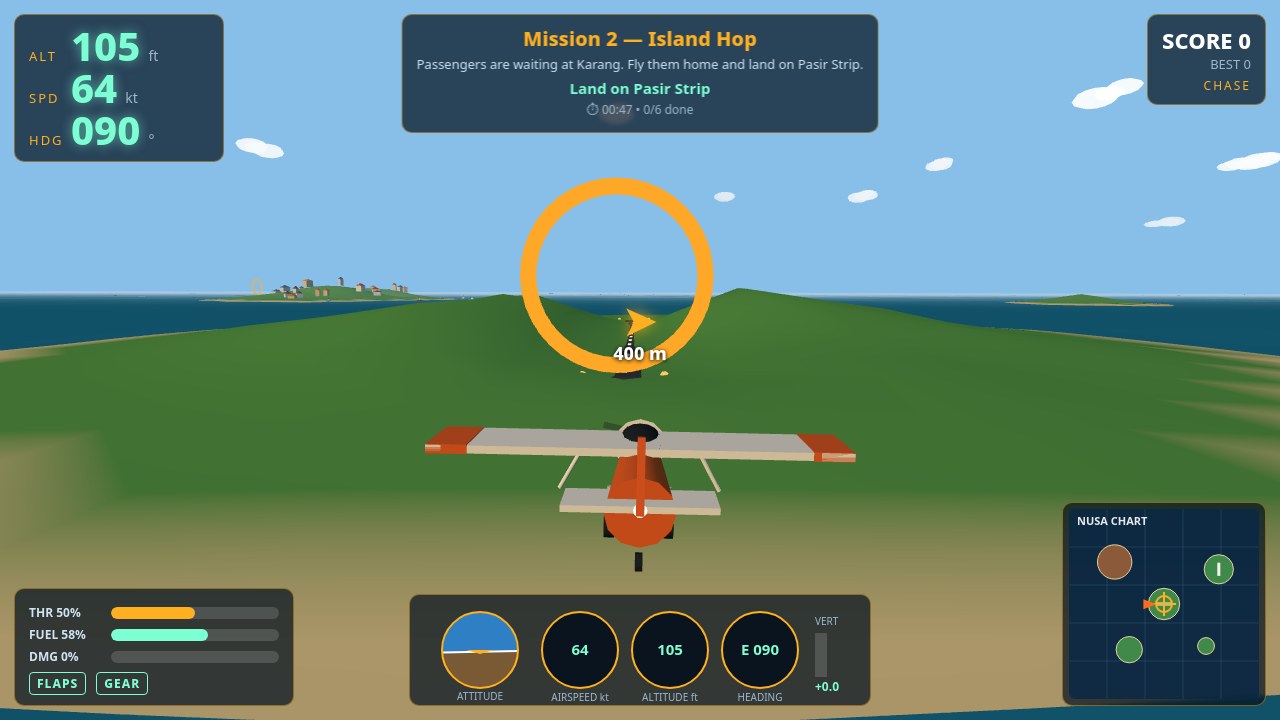 ALT 105 ft
SPD 64 kt
HDG 090 °
Mission 2 — Island Hop
Passengers are waiting at Karang. Fly them home and land on Pasir Strip.
Land on Pasir Strip
⏱ 00:47 • 0/6 done
SCORE 0
BEST 0
CHASE
400 m
NUSA CHART
THR 50%
FUEL 58%
DMG 0%
FLAPS GEAR
64
105
E 090
ATTITUDE
AIRSPEED kt
ALTITUDE ft
HEADING
VERT
+0.0